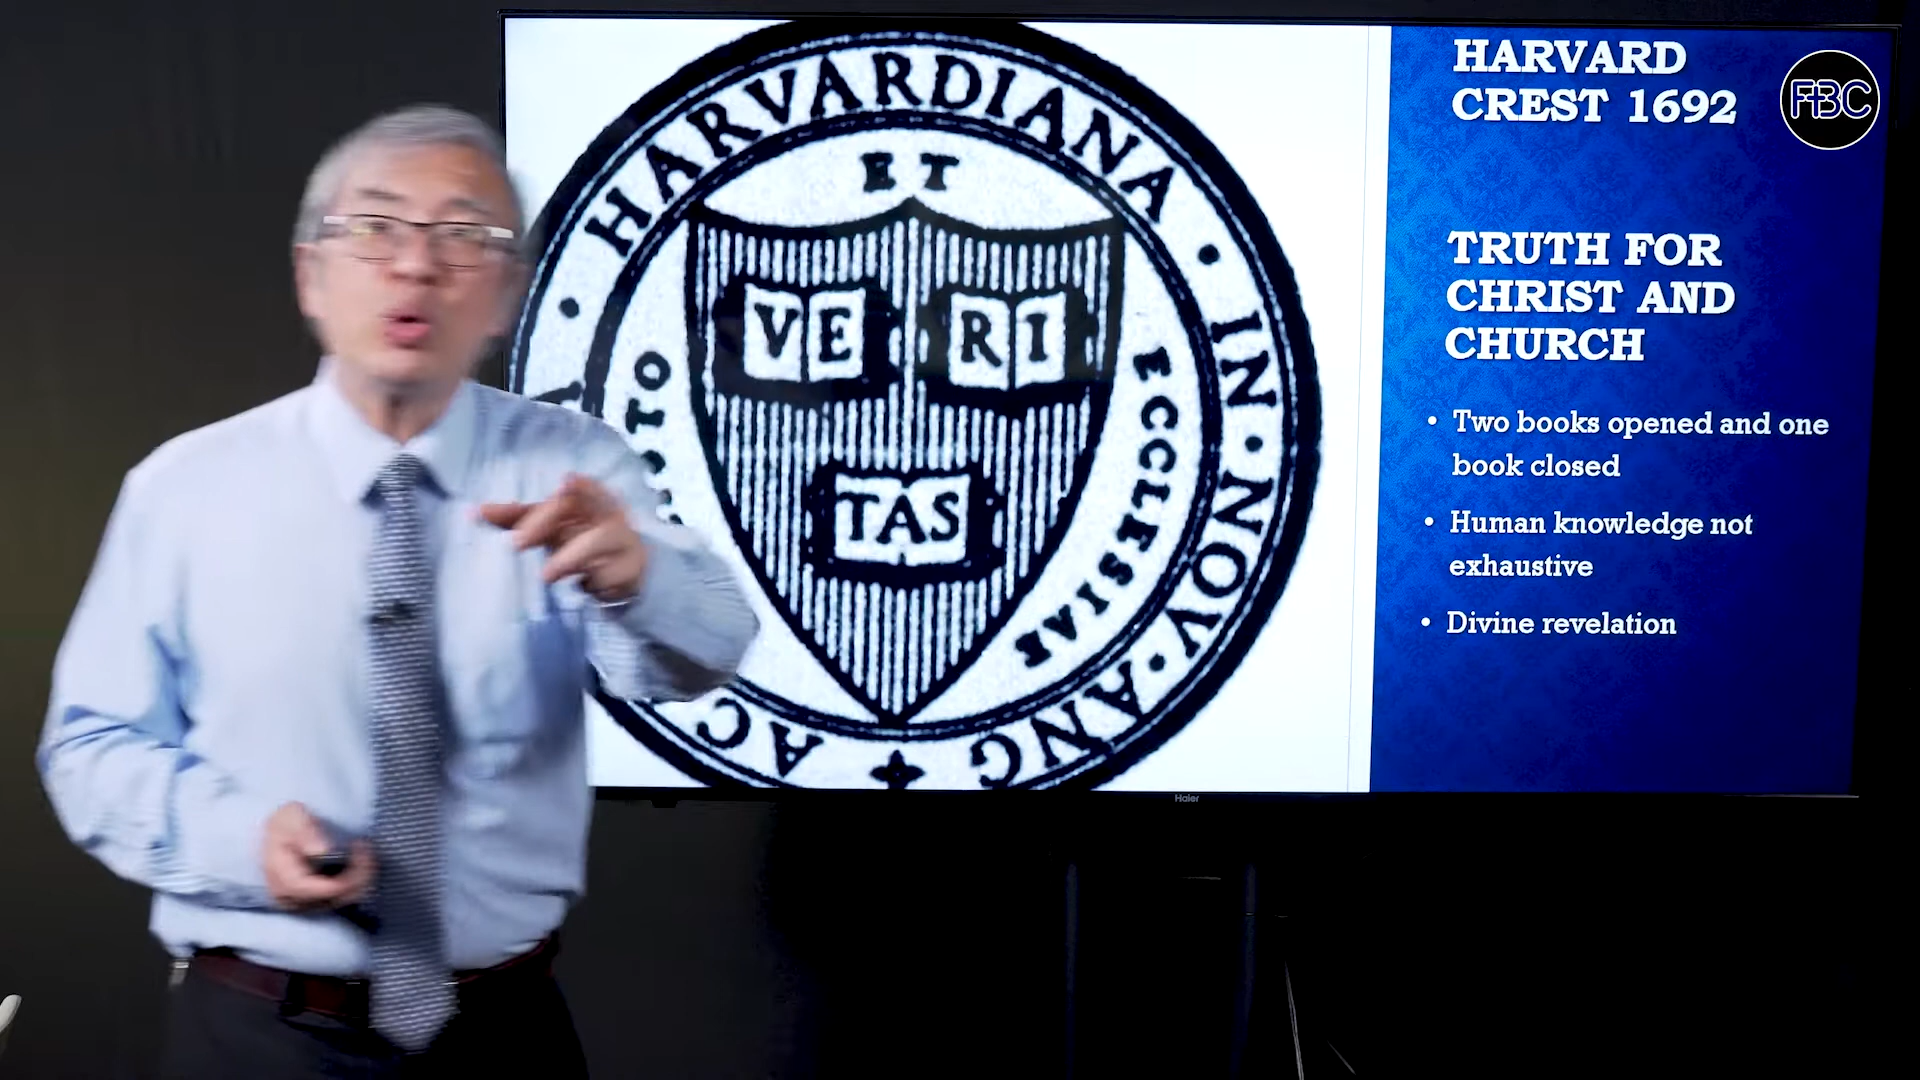 HARVARD
CREST 1692
FBC
TRUTH FOR
CHRIST AND
CHURCH
• Two books opened and one
book closed
• Human knowledge not
exhaustive
• Divine revelation
HARVARDIANA · IN · NOV · ANG
ET
ECCLESIAE
VE RI
TAS
Haier